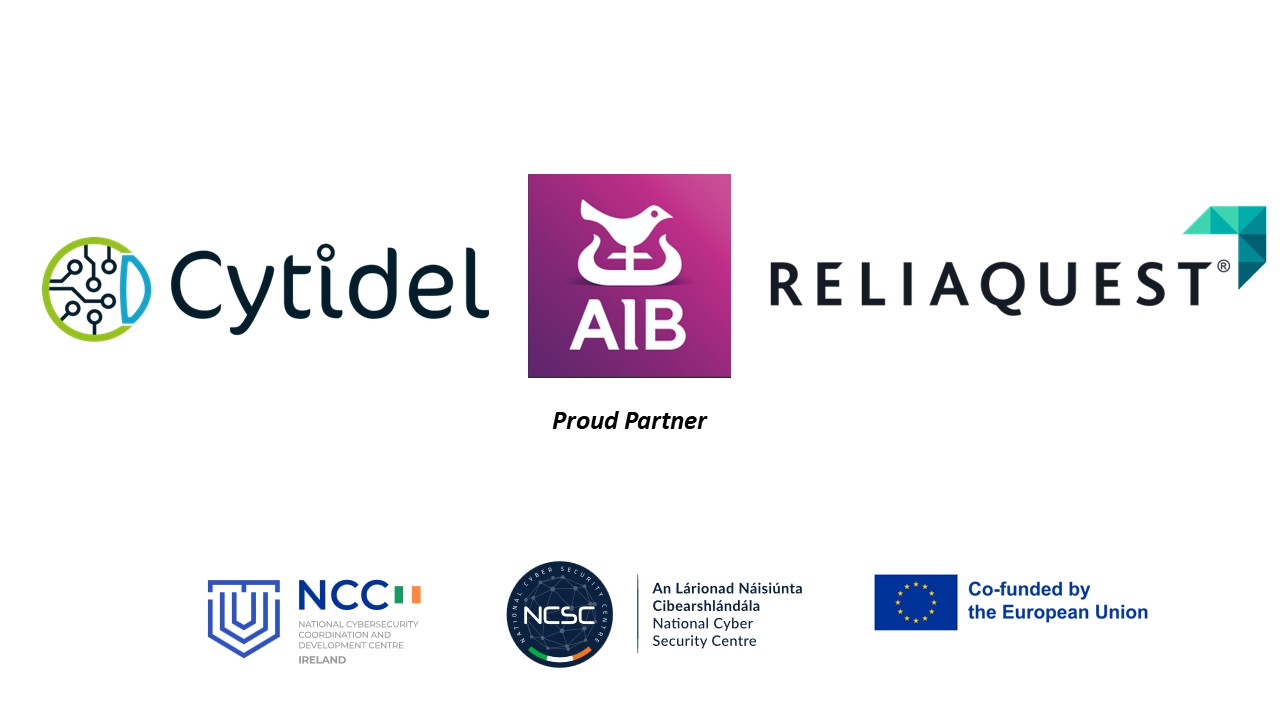 Cytidel
AIB
RELIAQUEST®
Proud Partner
NCC
NATIONAL CYBERSECURITY
COORDINATION AND
DEVELOPMENT CENTRE
IRELAND
NATIONAL CYBER SECURITY CENTRE
NCSC
An Lárionad Náisiúnta
Cibearshlándála
National Cyber
Security Centre
Co-funded by
the European Union